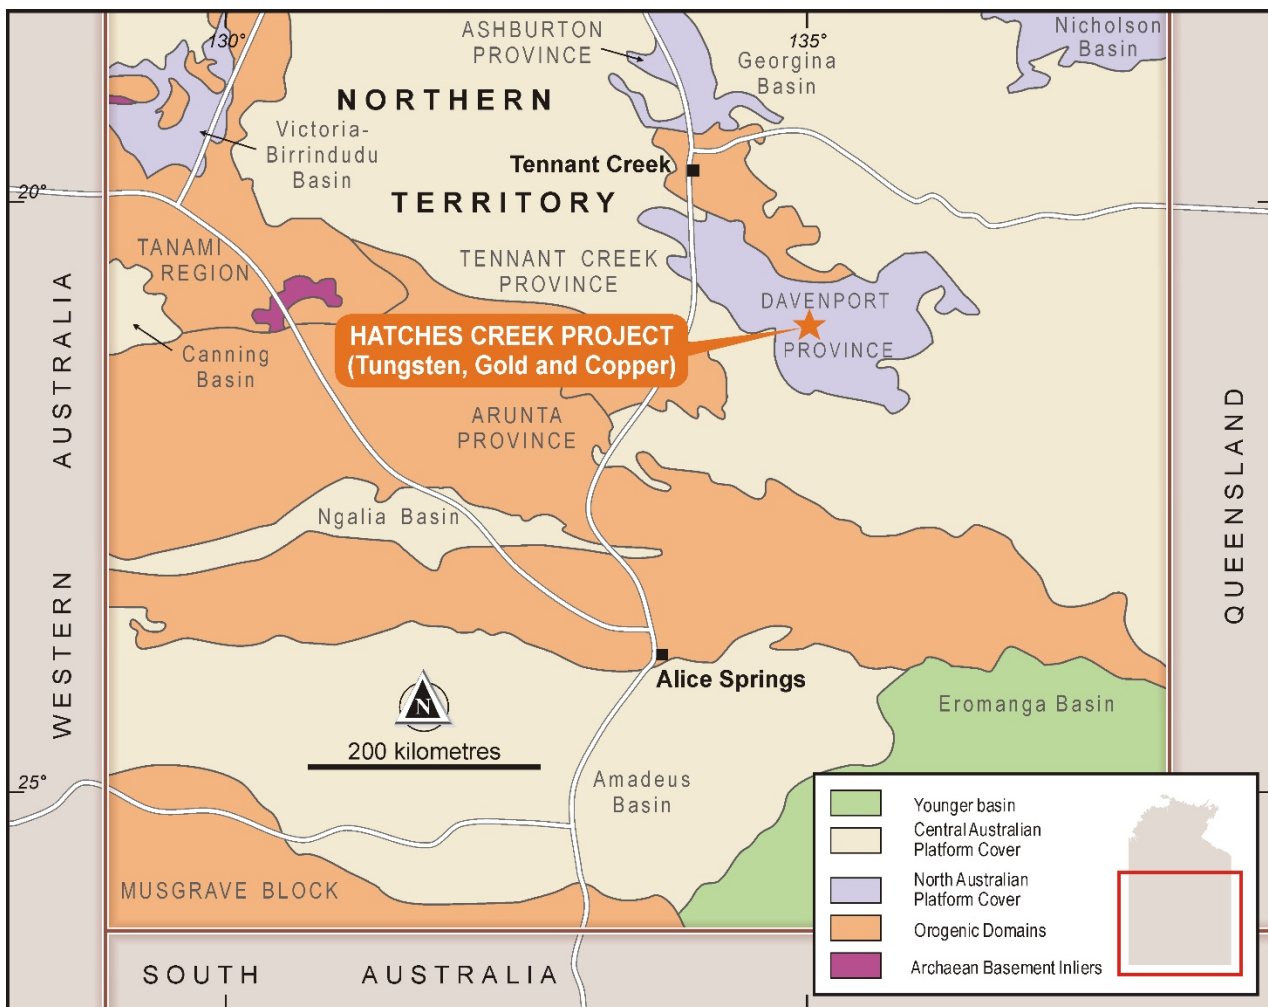 130°
ASHBURTON
PROVINCE
135°
Georgina
Basin
Nicholson
Basin
NORTHERN
Victoria-
Birrindudu
Basin
Tennant Creek
20°
TERRITORY
TANAMI
REGION
TENNANT CREEK
PROVINCE
DAVENPORT
PROVINCE
HATCHES CREEK PROJECT
(Tungsten, Gold and Copper)
Canning
Basin
ARUNTA
PROVINCE
WESTERN AUSTRALIA
QUEENSLAND
Ngalia Basin
Alice Springs
N
200 kilometres
Eromanga Basin
25°
Amadeus
Basin
MUSGRAVE BLOCK
SOUTH AUSTRALIA
Younger basin
Central Australian
Platform Cover
North Australian
Platform Cover
Orogenic Domains
Archaean Basement Inliers